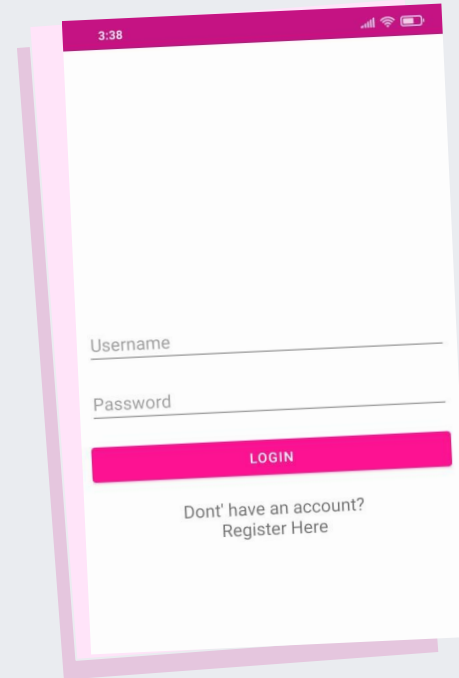 3:38
Username
Password
LOGIN
Dont' have an account?
Register Here